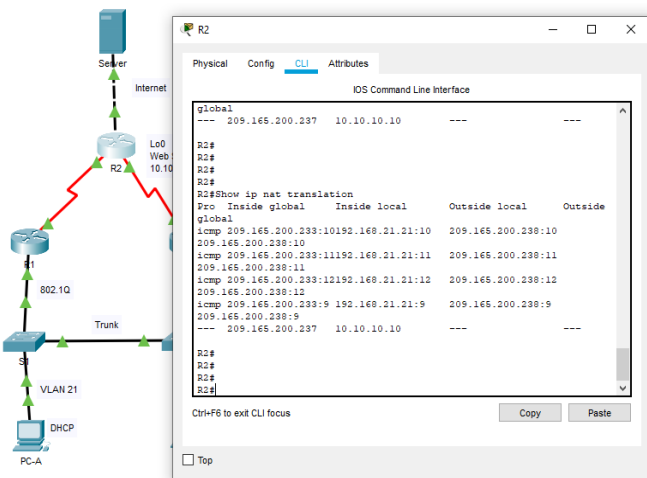 R2
Physical Config CLI Attributes
IOS Command Line Interface
global
--- 209.165.200.237 10.10.10.10 --- ---
R2#
R2#
R2#
R2#
R2#Show ip nat translation
Pro Inside global Inside local Outside local Outside
global
icmp 209.165.200.233:10192.168.21.21:10 209.165.200.238:10
209.165.200.238:10
icmp 209.165.200.233:11192.168.21.21:11 209.165.200.238:11
209.165.200.238:11
icmp 209.165.200.233:12192.168.21.21:12 209.165.200.238:12
209.165.200.238:12
icmp 209.165.200.233:9 192.168.21.21:9 209.165.200.238:9
209.165.200.238:9
--- 209.165.200.237 10.10.10.10 --- ---
R2#
R2#
R2#
R2#
Ctrl+F6 to exit CLI focus
Copy Paste
Top
Server
Internet
Lo0
Web
R2
10.10
R1
802.1Q
Trunk
S1
VLAN 21
DHCP
PC-A